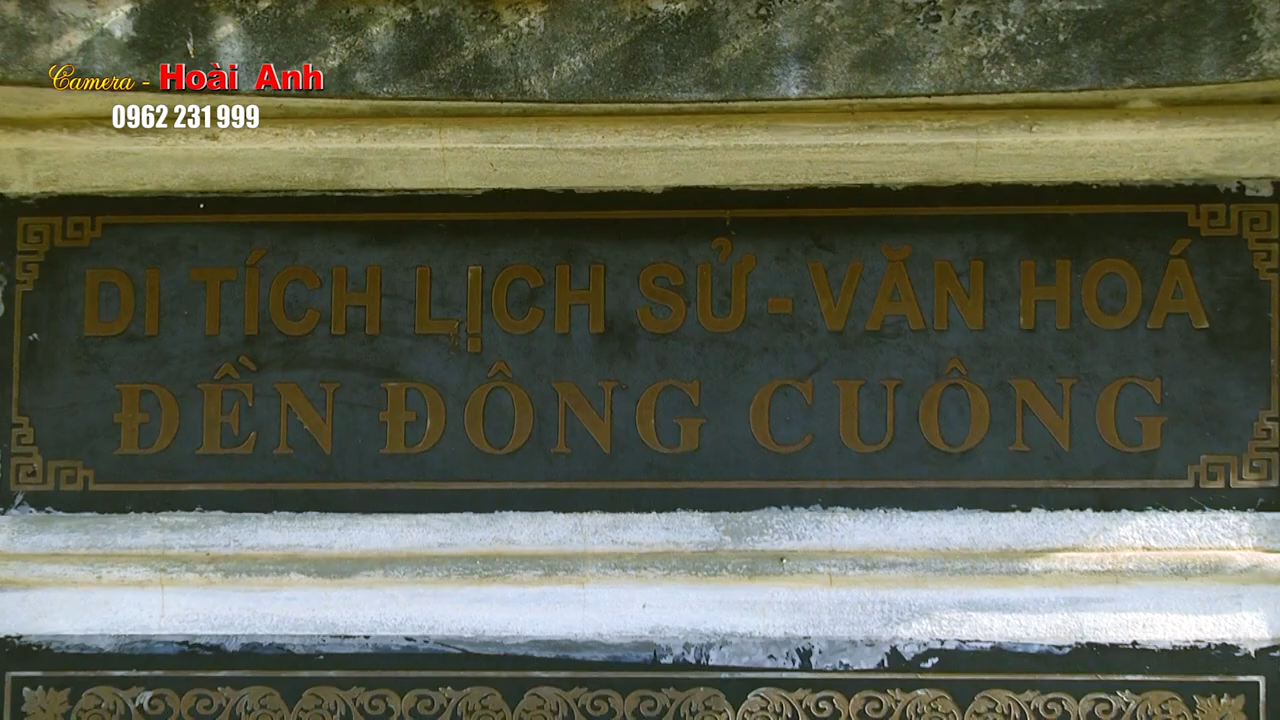 Camera - Hoài Anh
0962 231 999
DI TÍCH LỊCH SỬ - VĂN HOÁ
ĐỀN ĐÔNG CUÔNG